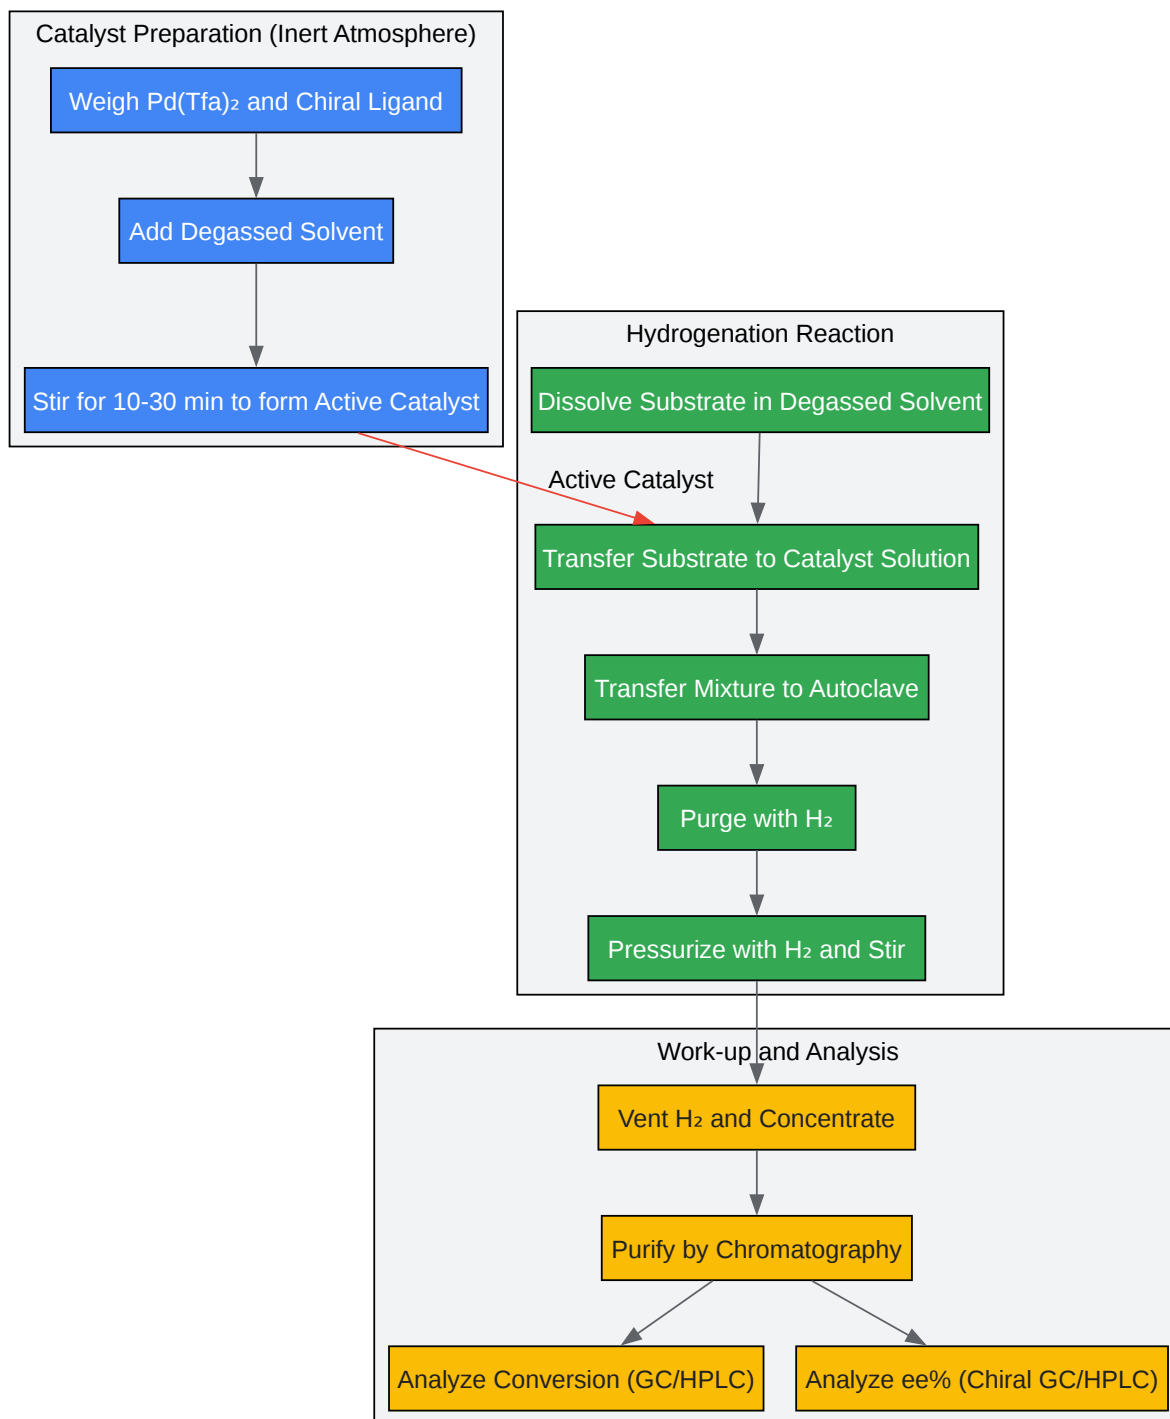 Catalyst Preparation (Inert Atmosphere)
Weigh Pd(Tfa)₂ and Chiral Ligand
Add Degassed Solvent
Stir for 10-30 min to form Active Catalyst
Hydrogenation Reaction
Dissolve Substrate in Degassed Solvent
Active Catalyst
Transfer Substrate to Catalyst Solution
Transfer Mixture to Autoclave
Purge with H₂
Pressurize with H₂ and Stir
Work-up and Analysis
Vent H₂ and Concentrate
Purify by Chromatography
Analyze Conversion (GC/HPLC)
Analyze ee% (Chiral GC/HPLC)